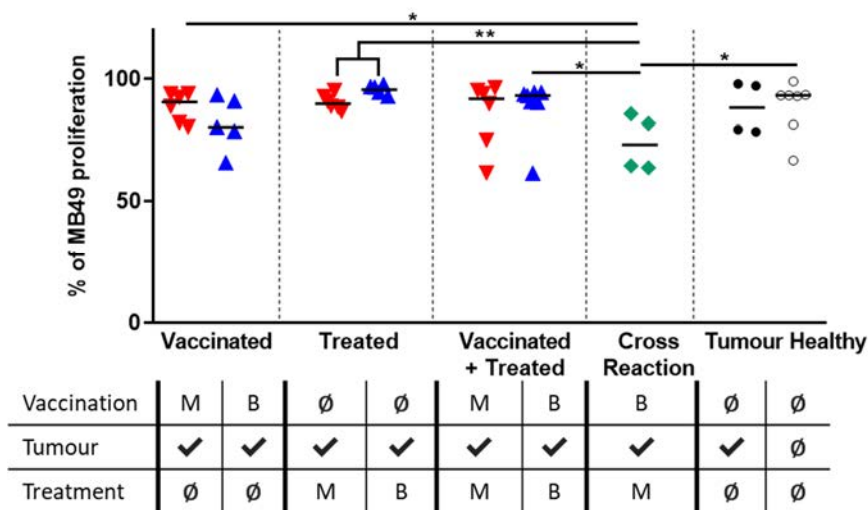 *
**
*
*
% of MB49 proliferation
100
50
0
Vaccinated Treated Vaccinated + Treated Cross Reaction Tumour Healthy
Vaccination M B Ø Ø M B B Ø Ø
Tumour ✓ ✓ ✓ ✓ ✓ ✓ ✓ ✓ Ø
Treatment Ø Ø M B M B M Ø Ø